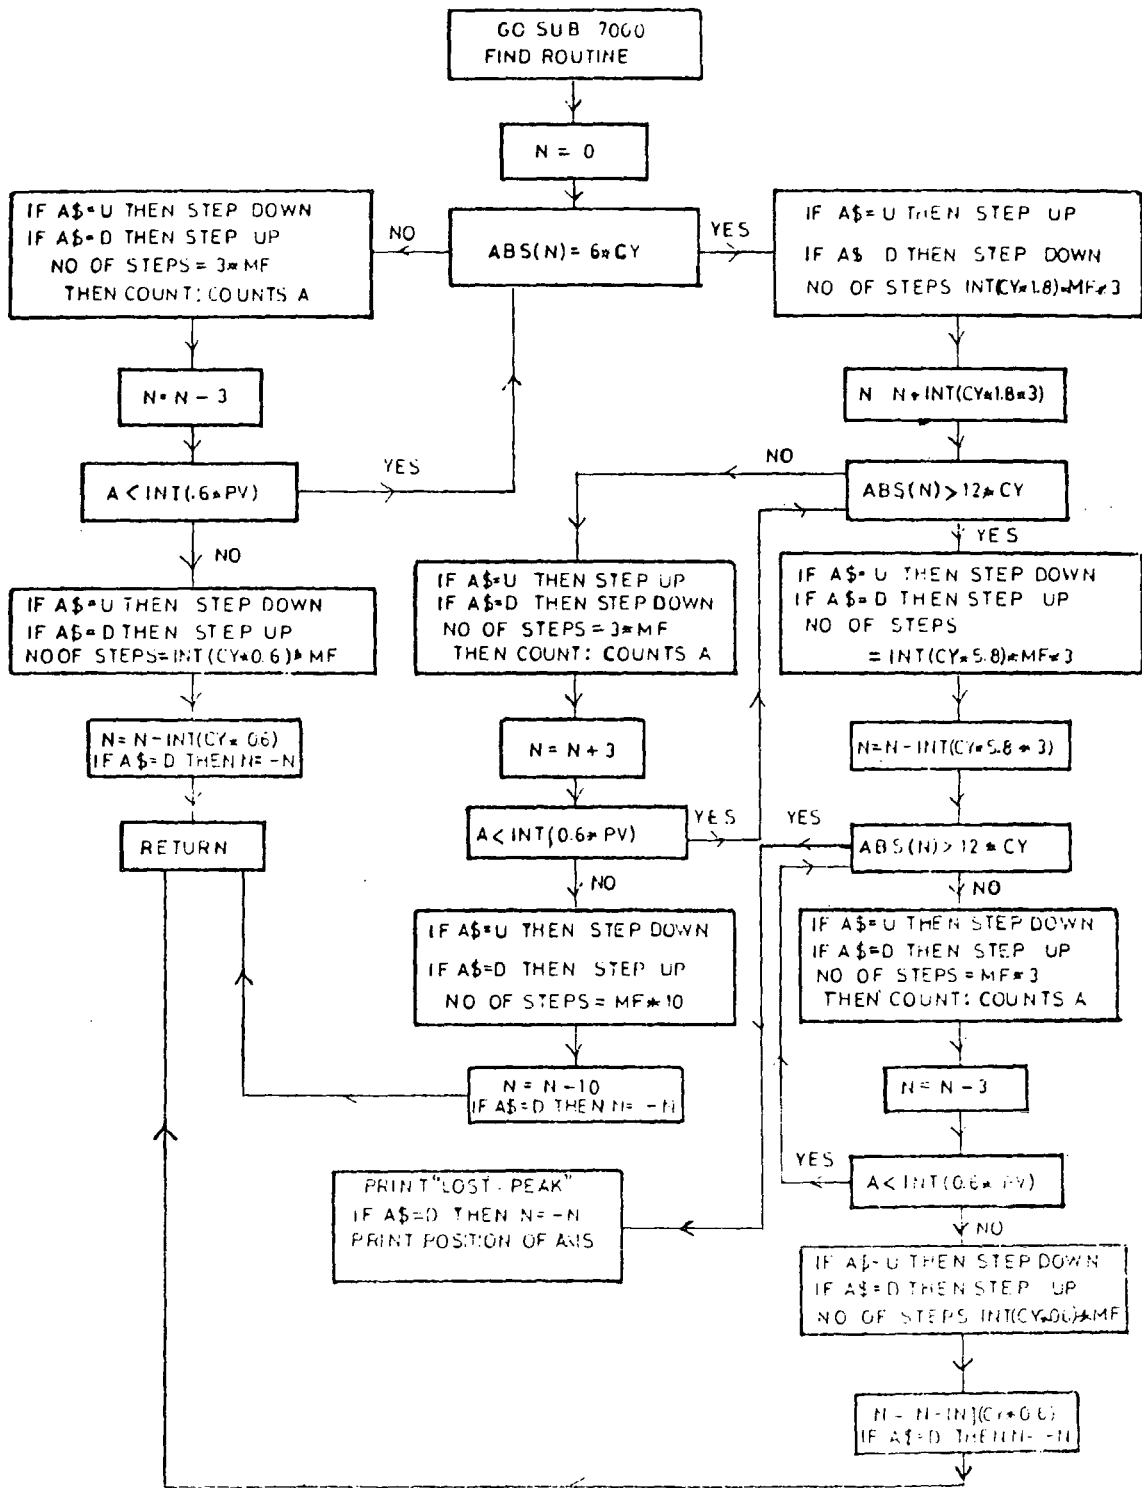 GO SUB 7000
FIND ROUTINE
N = 0
IF A$=U THEN STEP DOWN
IF A$=D THEN STEP UP
NO OF STEPS = 3*MF
THEN COUNT: COUNTS A
NO
ABS(N)= 6*CY
YES
IF A$=U THEN STEP UP
IF A$ D THEN STEP DOWN
NO OF STEPS INT(CY*1.8)*MF*3
N=N-3
N N+INT(CY*1.8*3)
A<INT(.6*PV)
YES
NO
ABS(N)>12*CY
NO
YES
IF A$=U THEN STEP DOWN
IF A$=D THEN STEP UP
NO OF STEPS=INT(CY*0.6)*MF
IF A$=U THEN STEP UP
IF A$=D THEN STEP DOWN
NO OF STEPS = 3*MF
THEN COUNT: COUNTS A
IF A$=U THEN STEP DOWN
IF A$=D THEN STEP UP
NO OF STEPS
= INT(CY*5.8)*MF*3
N=N-INT(CY* 0.6)
IF A$=D THEN N=-N
N=N+3
N=N-INT(CY*5.8*3)
RETURN
A<INT(0.6* PV)
YES
YES
ABS(N)>12*CY
NO
NO
IF A$=U THEN STEP DOWN
IF A$=D THEN STEP UP
NO OF STEPS = MF*10
IF A$=U THEN STEP DOWN
IF A$=D THEN STEP UP
NO OF STEPS = MF*3
THEN COUNT: COUNTS A
N = N-10
IF A$=D THEN N= -N
N= N-3
PRINT "LOST-PEAK"
IF A$=D THEN N=-N
PRINT POSITION OF AXIS
YES
A<INT(0.6* PV)
NO
IF A$=U THEN STEP DOWN
IF A$=D THEN STEP UP
NO OF STEPS INT(CY*0.6)*MF
N= N-INT(CY*0.6)
IF A$=D THEN N= -N